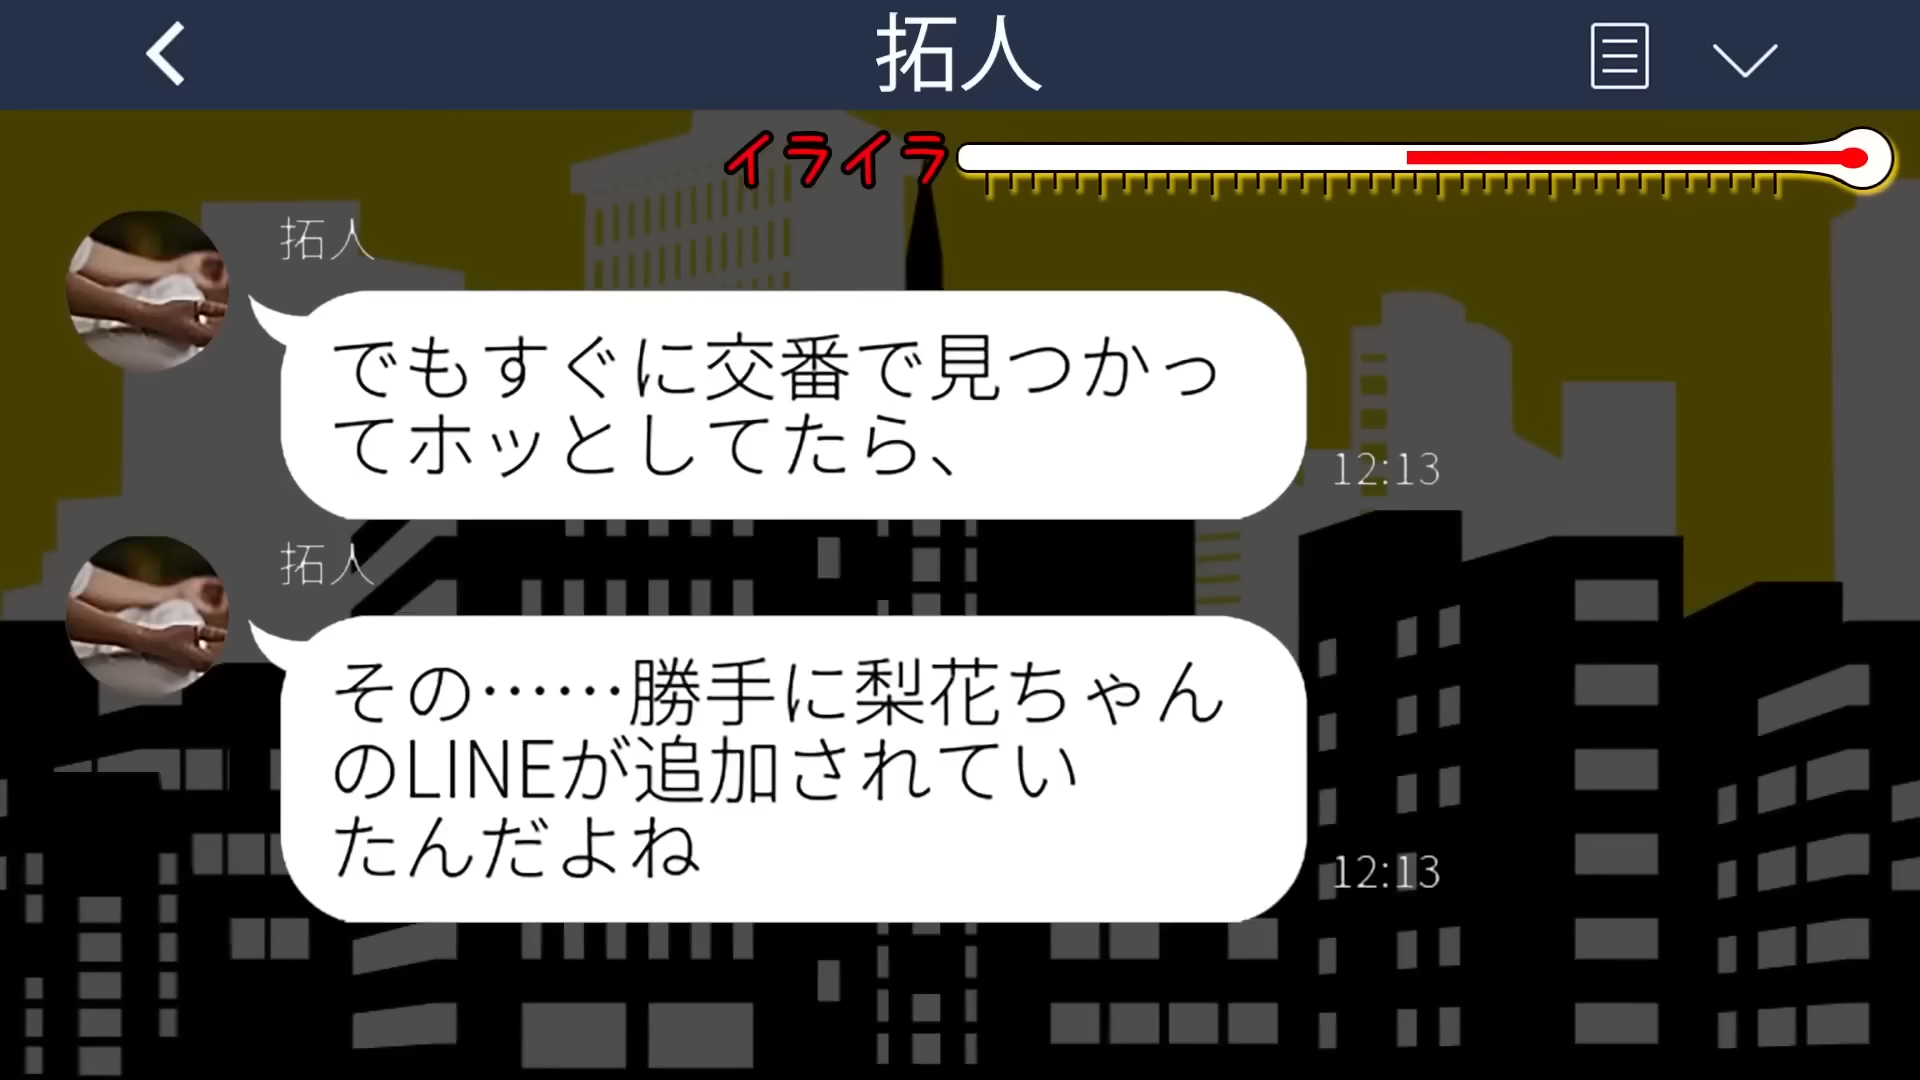 拓人
イライラ
拓人
でもすぐに交番で見つかっ
てホッとしてたら、
12:13
拓人
その……勝手に梨花ちゃん
のLINEが追加されてい
たんだよね
12:13